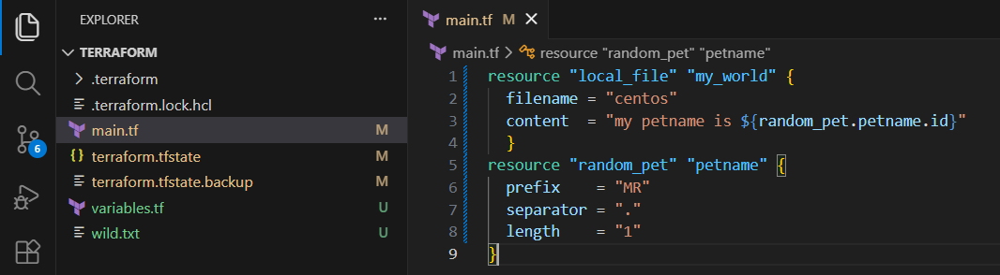 EXPLORER ···
TERRAFORM
.terraform
.terraform.lock.hcl
main.tf M
terraform.tfstate M
terraform.tfstate.backup M
variables.tf U
wild.txt U
6
main.tf M
main.tf > resource "random_pet" "petname"
1 resource "local_file" "my_world" {
2   filename = "centos"
3   content  = "my petname is ${random_pet.petname.id}"
4   }
5 resource "random_pet" "petname" {
6   prefix    = "MR"
7   separator = "."
8   length    = "1"
9 }